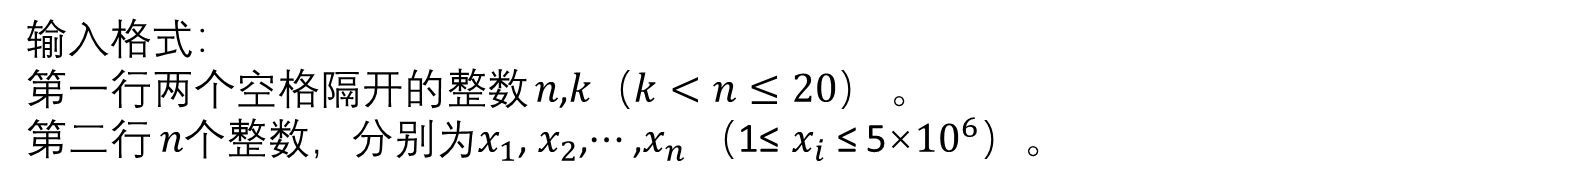 输入格式：
第一行两个空格隔开的整数n,k（k < n ≤ 20）。
第二行n个整数，分别为x₁, x₂,⋯ ,xₙ（1≤ xᵢ ≤ 5×10⁶）。